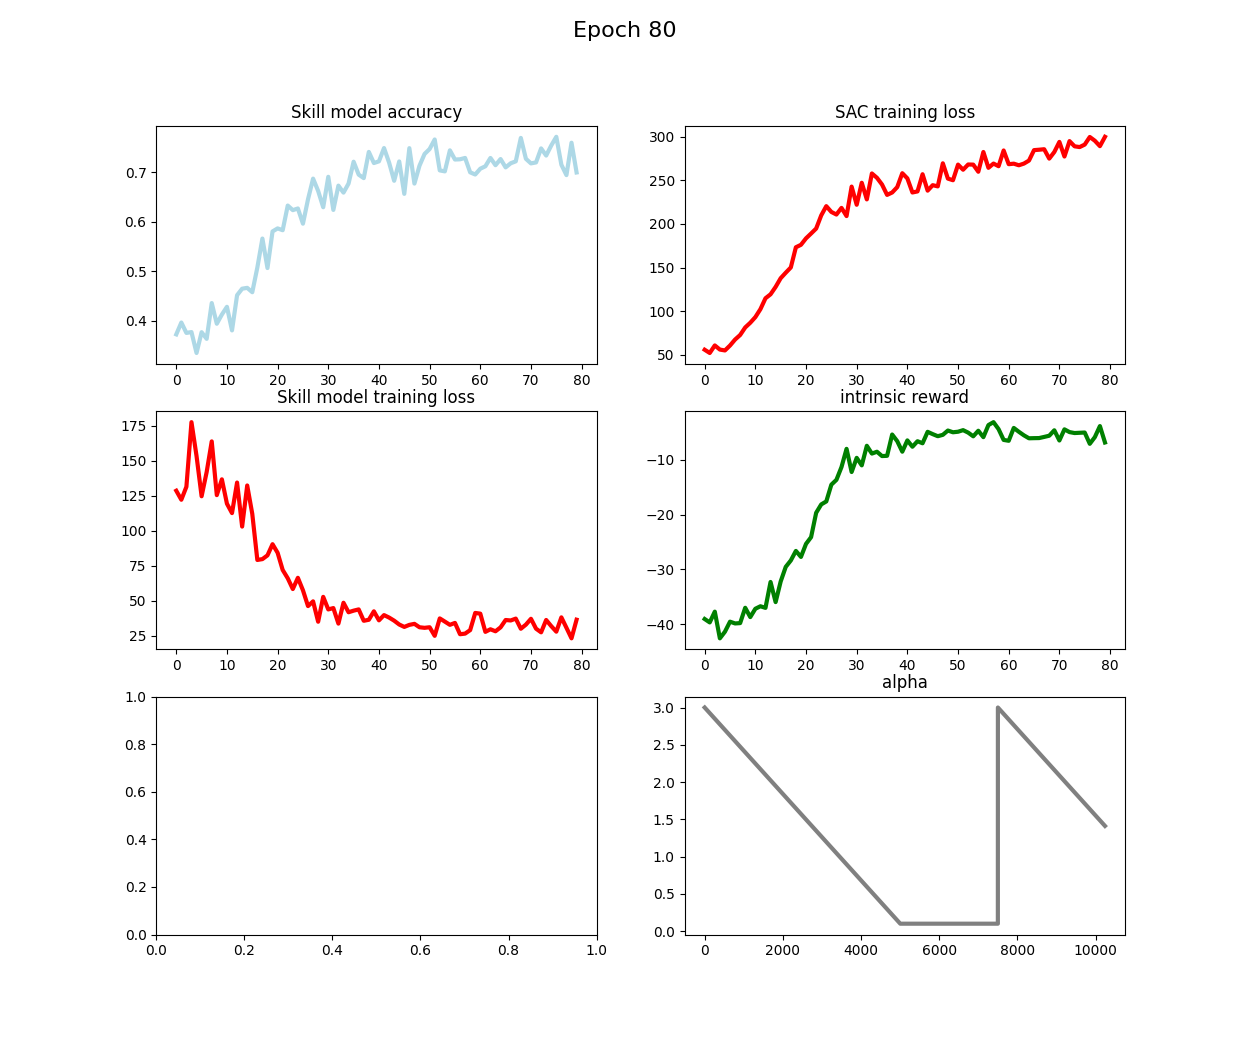 Epoch 80
Skill model accuracy
0.7
0.6
0.5
0.4
0 10 20 30 40 50 60 70 80
SAC training loss
300
250
200
150
100
50
0 10 20 30 40 50 60 70 80
Skill model training loss
175
150
125
100
75
50
25
0 10 20 30 40 50 60 70 80
intrinsic reward
−10
−20
−30
−40
0 10 20 30 40 50 60 70 80
1.0
0.8
0.6
0.4
0.2
0.0
0.0 0.2 0.4 0.6 0.8 1.0
alpha
3.0
2.5
2.0
1.5
1.0
0.5
0.0
0 2000 4000 6000 8000 10000